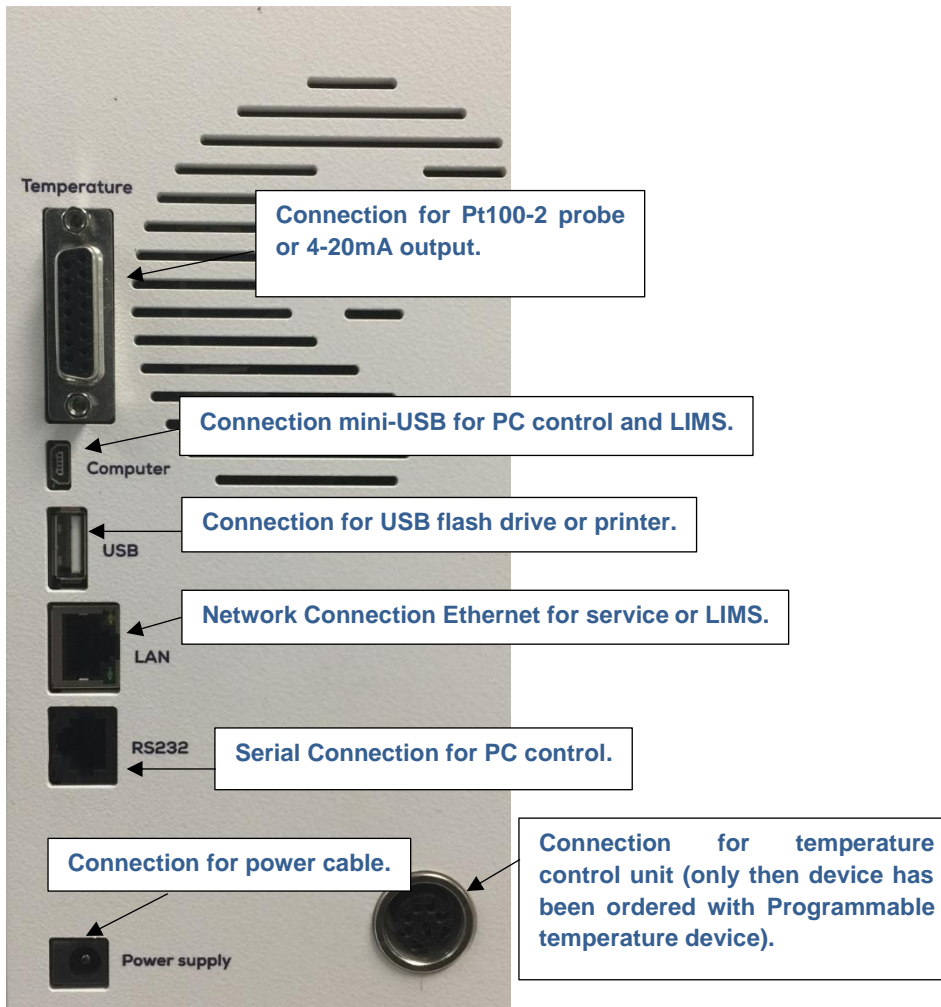 Temperature
Connection for Pt100-2 probe
or 4-20mA output.
Connection mini-USB for PC control and LIMS.
Computer
Connection for USB flash drive or printer.
USB
Network Connection Ethernet for service or LIMS.
LAN
RS232
Serial Connection for PC control.
Connection for power cable.
Connection for temperature
control unit (only then device has
been ordered with Programmable
temperature device).
Power supply